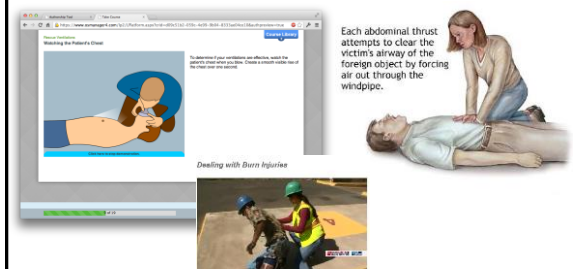 Course Library
Rescue Ventilation
Watching the Patient's Chest
To determine if your ventilations are effective, watch the
patient's chest when you blow. Create a smooth visible rise of
the chest over one second.
Each abdominal thrust
attempts to clear the
victim's airway of the
foreign object by forcing
air out through the
windpipe.
Dealing with Burn Injuries